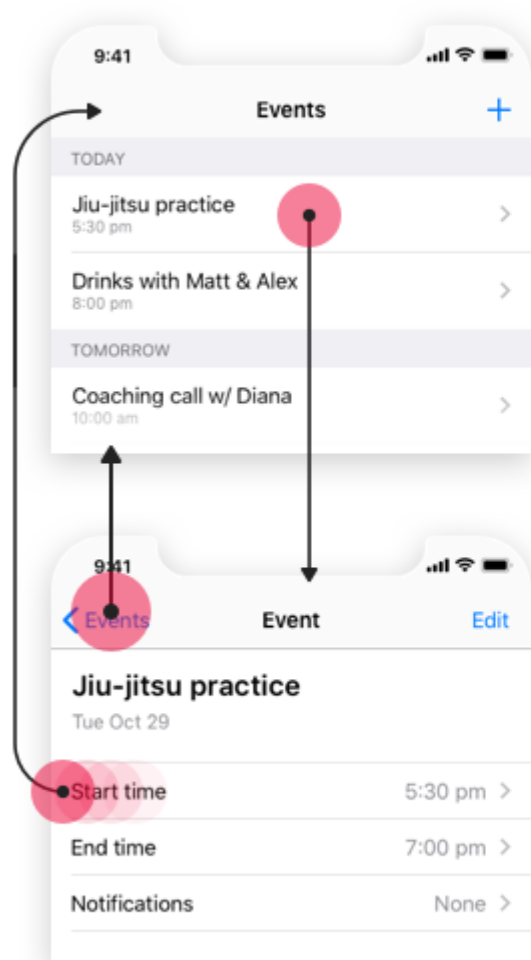 9:41
Events
TODAY
Jiu-jitsu practice
5:30 pm
Drinks with Matt & Alex
8:00 pm
TOMORROW
Coaching call w/ Diana
10:00 am
9:41
Events Event Edit
Jiu-jitsu practice
Tue Oct 29
Start time 5:30 pm
End time 7:00 pm
Notifications None